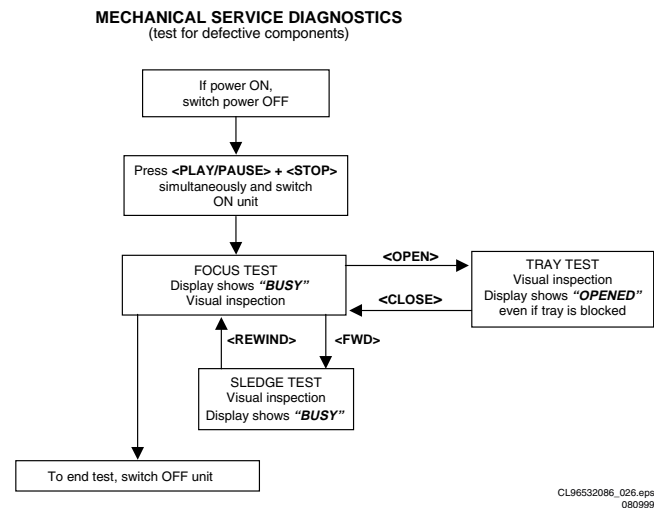 MECHANICAL SERVICE DIAGNOSTICS
(test for defective components)
If power ON,
switch power OFF
Press <PLAY/PAUSE> + <STOP>
simultaneously and switch
ON unit
FOCUS TEST
Display shows "BUSY"
Visual inspection
<OPEN>
<CLOSE>
TRAY TEST
Visual inspection
Display shows "OPENED"
even if tray is blocked
<REWIND>
<FWD>
SLEDGE TEST
Visual inspection
Display shows "BUSY"
To end test, switch OFF unit
CL96532086_026.eps
080999